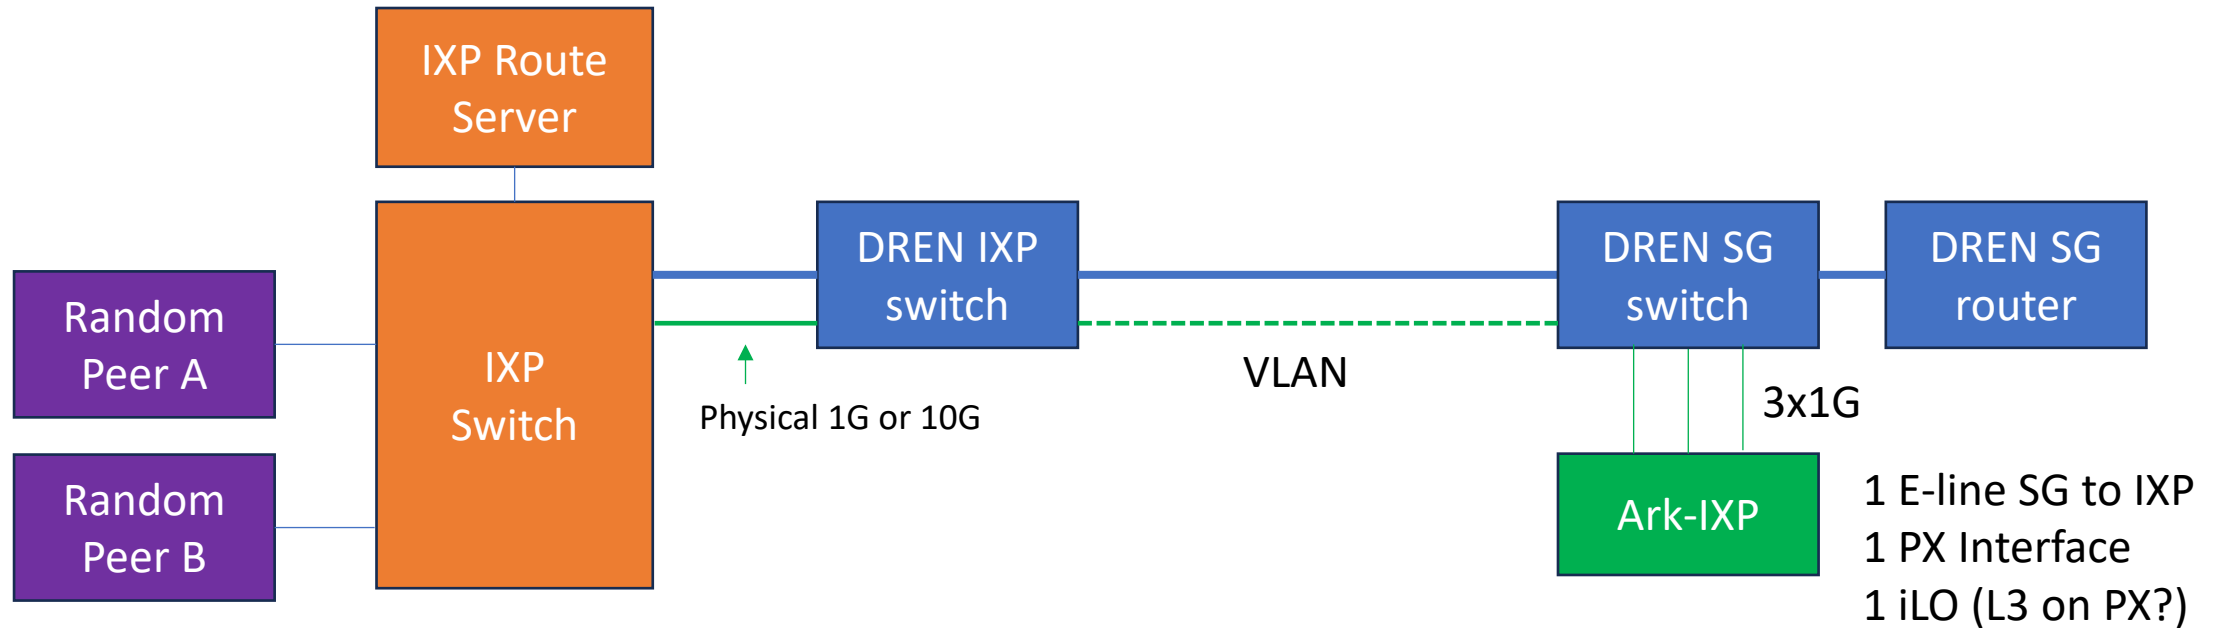 IXP Route
Server
DREN IXP
switch
DREN SG
switch
DREN SG
router
Random
Peer A
IXP
Switch
VLAN
Physical 1G or 10G
3x1G
Random
Peer B
Ark-IXP
1 E-line SG to IXP
1 PX Interface
1 iLO (L3 on PX?)